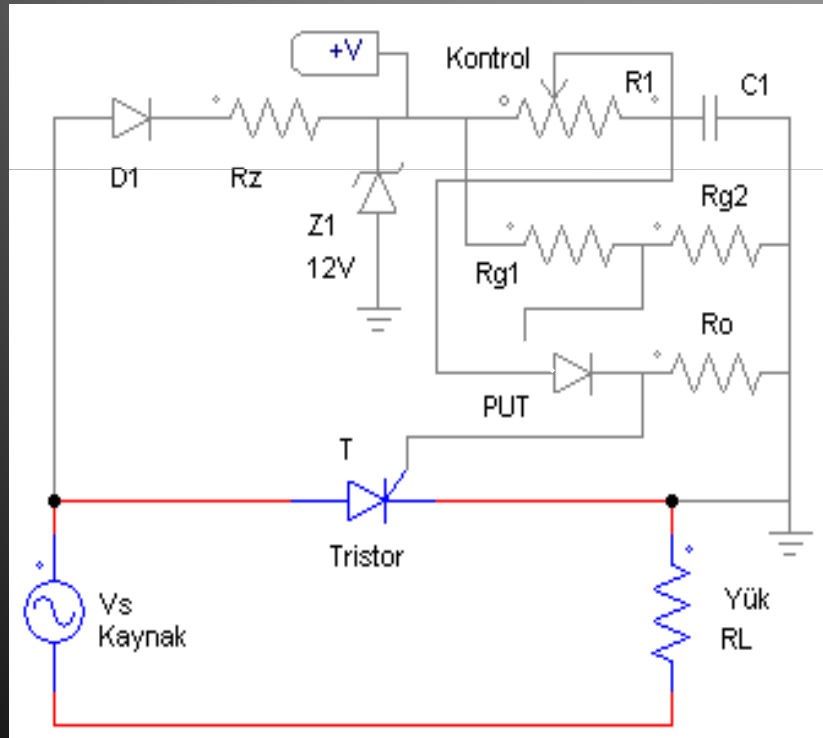 +V
Kontrol
R1
C1
D1
Rz
Z1
12V
Rg1
Rg2
Ro
PUT
T
Tristor
Vs
Kaynak
Yük
RL